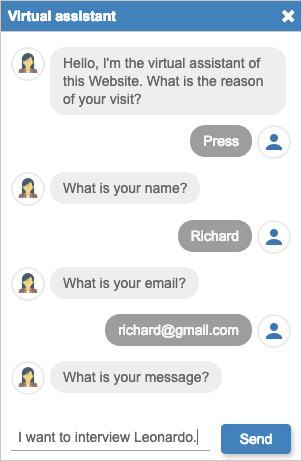 Virtual assistant
Hello, I'm the virtual assistant of
this Website. What is the reason
of your visit?
Press
What is your name?
Richard
What is your email?
richard@gmail.com
What is your message?
I want to interview Leonardo.
Send